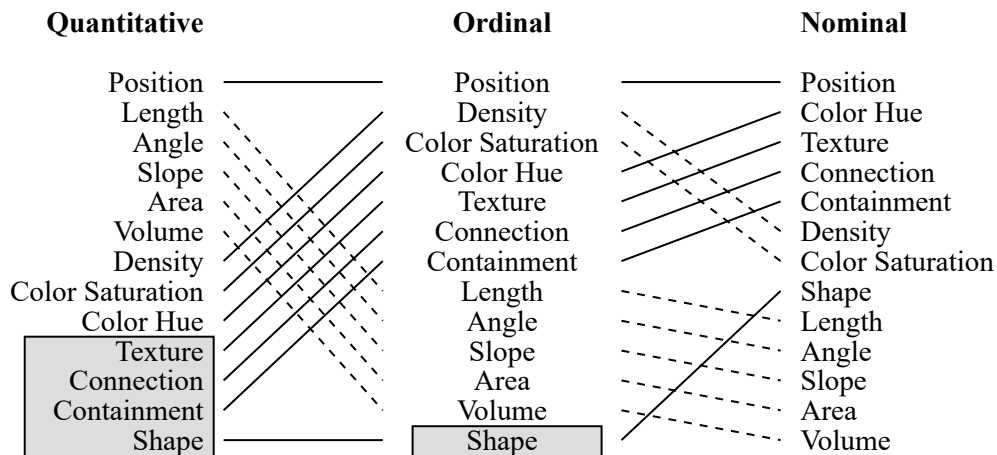 Quantitative Ordinal Nominal
Position Position Position
Length Density Color Hue
Angle Color Saturation Texture
Slope Color Hue Connection
Area Texture Containment
Volume Connection Density
Density Containment Color Saturation
Color Saturation Length Shape
Color Hue Angle Length
Texture Slope Angle
Connection Area Slope
Containment Volume Area
Shape Shape Volume